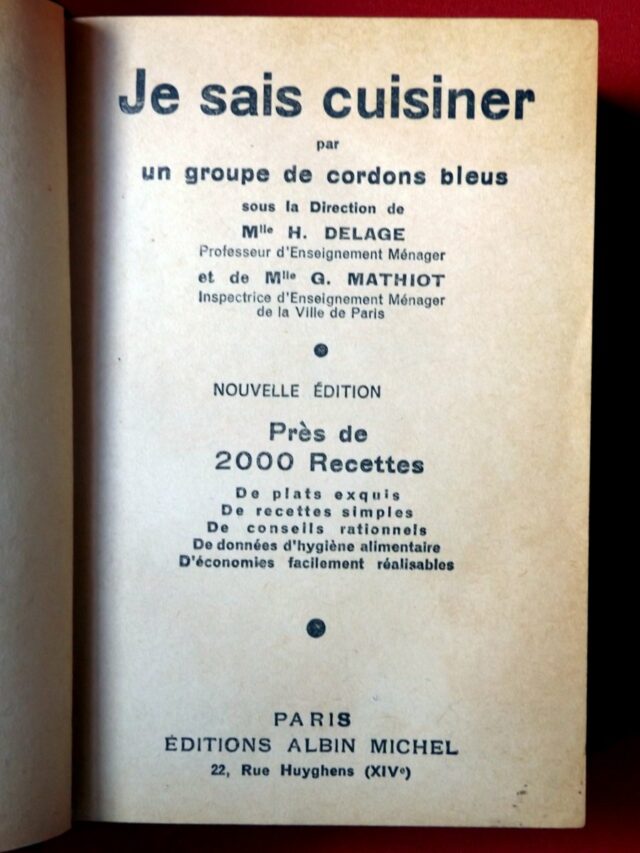 Je sais cuisiner
par
un groupe de cordons bleus
sous la Direction de
Mlle H. DELAGE
Professeur d'Enseignement Ménager
et de Mlle G. MATHIOT
Inspectrice d'Enseignement Ménager
de la Ville de Paris
NOUVELLE ÉDITION
Près de
2000 Recettes
De plats exquis
De recettes simples
De conseils rationnels
De données d'hygiène alimentaire
D'économies facilement réalisables
PARIS
ÉDITIONS ALBIN MICHEL
22, Rue Huyghens (XIVe)